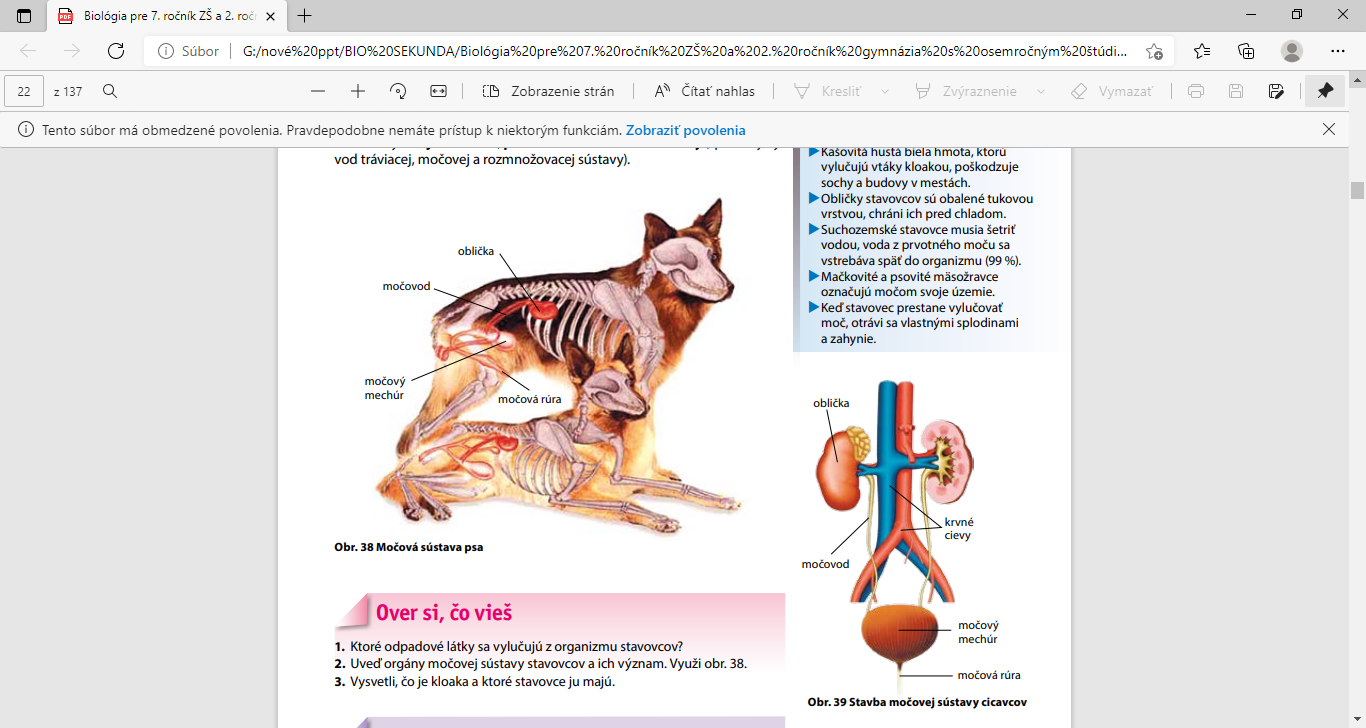 Biológia pre 7. ročník ZŠ a 2. roč
Súbor
G:/nové%20ppt/BIO%20SEKUNDA/Biológia%20pre%207.%20ročník%20ZŠ%20a%202.%20ročník%20gymnázia%20s%20osemročným%20štúdi...
22
z 137
Zobrazenie strán
Čítať nahlas
Kresliť
Zvýraznenie
Vymazať
Tento súbor má obmedzené povolenia. Pravdepodobne nemáte prístup k niektorým funkciám. Zobraziť povolenia
vod tráviacej, močovej a rozmnožovacej sústavy).
oblička
močovod
močový
mechúr
močová rúra
Obr. 38 Močová sústava psa
Over si, čo vieš
1. Ktoré odpadové látky sa vylučujú z organizmu stavovcov?
2. Uveď orgány močovej sústavy stavovcov a ich význam. Využi obr. 38.
3. Vysvetli, čo je kloaka a ktoré stavovce ju majú.
Kašovitá hustá biela hmota, ktorú
vylučujú vtáky kloakou, poškodzuje
sochy a budovy v mestách.
Obličky stavovcov sú obalené tukovou
vrstvou, chráni ich pred chladom.
Suchozemské stavovce musia šetriť
vodou, voda z prvotného moču sa
vstrebáva späť do organizmu (99 %).
Mačkovité a psovité mäsožravce
označujú močom svoje územie.
Keď stavovec prestane vylučovať
moč, otrávi sa vlastnými splodinami
a zahynie.
oblička
krvné
cievy
močovod
močový
mechúr
močová rúra
Obr. 39 Stavba močovej sústavy cicavcov